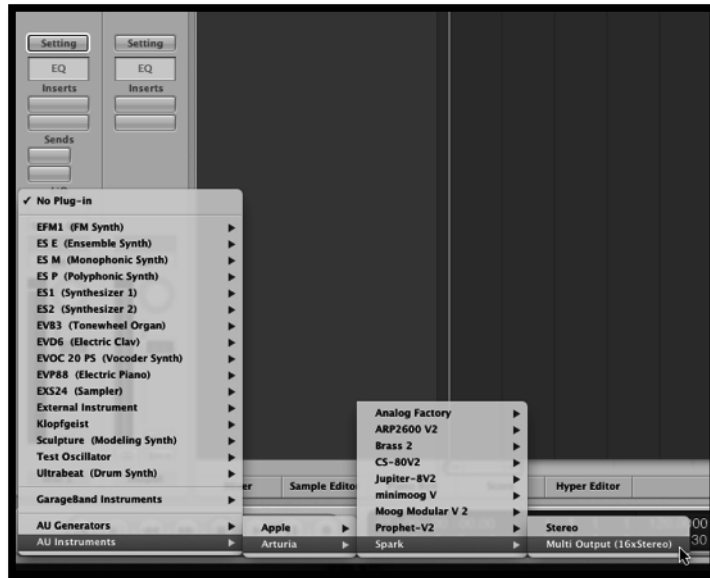 Setting
Setting
EQ
EQ
Inserts
Inserts
Sends
✓ No Plug-in
EFM1 (FM Synth)
ES E (Ensemble Synth)
ES M (Monophonic Synth)
ES P (Polyphonic Synth)
ES1 (Synthesizer 1)
ES2 (Synthesizer 2)
EVB3 (Tonewheel Organ)
EVD6 (Electric Clav)
EVOC 20 PS (Vocoder Synth)
EVP88 (Electric Piano)
EXS24 (Sampler)
External Instrument
Klopfgeist
Sculpture (Modeling Synth)
Test Oscillator
Ultrabeat (Drum Synth)
GarageBand Instruments
AU Generators
AU Instruments
Apple
Arturia
Analog Factory
ARP2600 V2
Brass 2
CS-80V2
Jupiter-8V2
minimoog V
Moog Modular V 2
Prophet-V2
Spark
Stereo
Multi Output (16xStereo)
Sample Edito
Hyper Editor
30